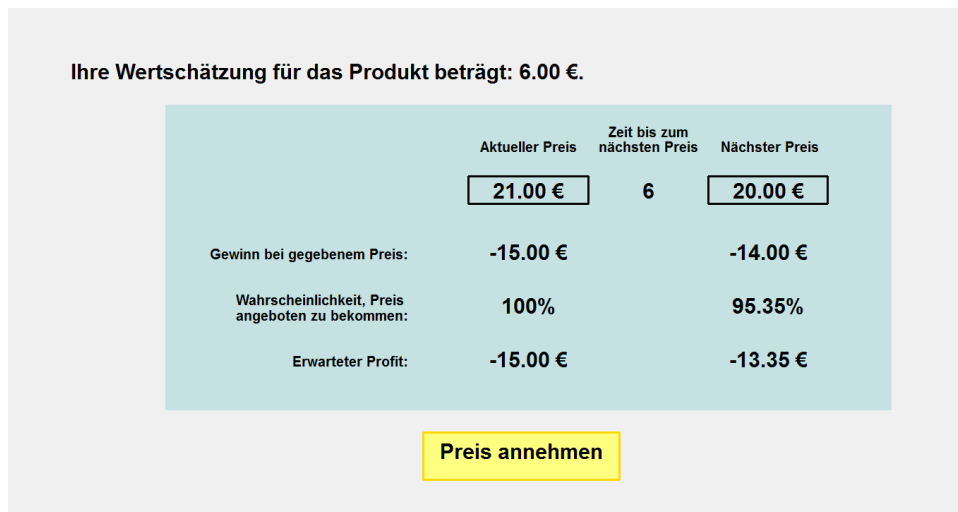 Ihre Wertschätzung für das Produkt beträgt: 6.00 €.
Zeit bis zum
Aktueller Preis nächsten Preis Nächster Preis
21.00 € 6 20.00 €
Gewinn bei gegebenem Preis: -15.00 € -14.00 €
Wahrscheinlichkeit, Preis
angeboten zu bekommen: 100% 95.35%
Erwarteter Profit: -15.00 € -13.35 €
Preis annehmen